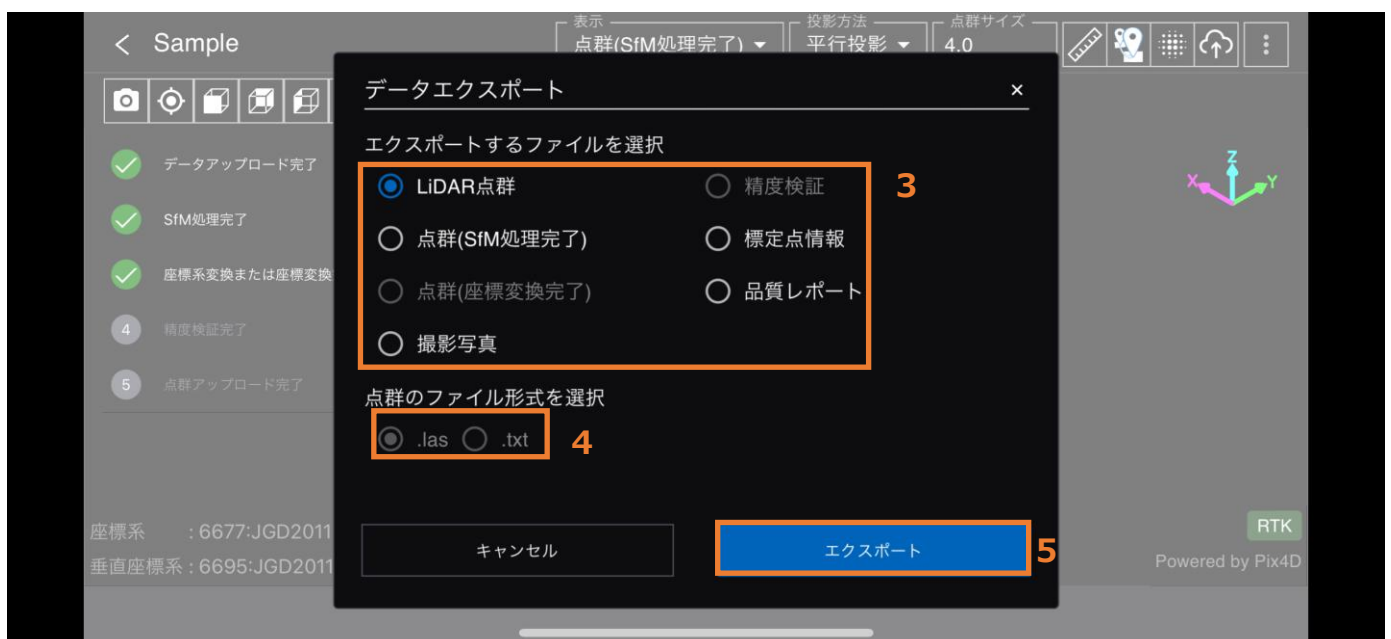 Sample
表示
点群(SfM処理完了)
投影方法
平行投影
点群サイズ
4.0
データエクスポート
×
エクスポートするファイルを選択
データアップロード完了
LiDAR点群
精度検証
3
Z
X
Y
SfM処理完了
点群(SfM処理完了)
標定点情報
座標系変換または座標変換
点群(座標変換完了)
品質レポート
4
精度検証完了
撮影写真
5
点群アップロード完了
点群のファイル形式を選択
.las
.txt
4
座標系 : 6677:JGD2011
RTK
キャンセル
エクスポート
5
垂直座標系 : 6695:JGD2011
Powered by Pix4D